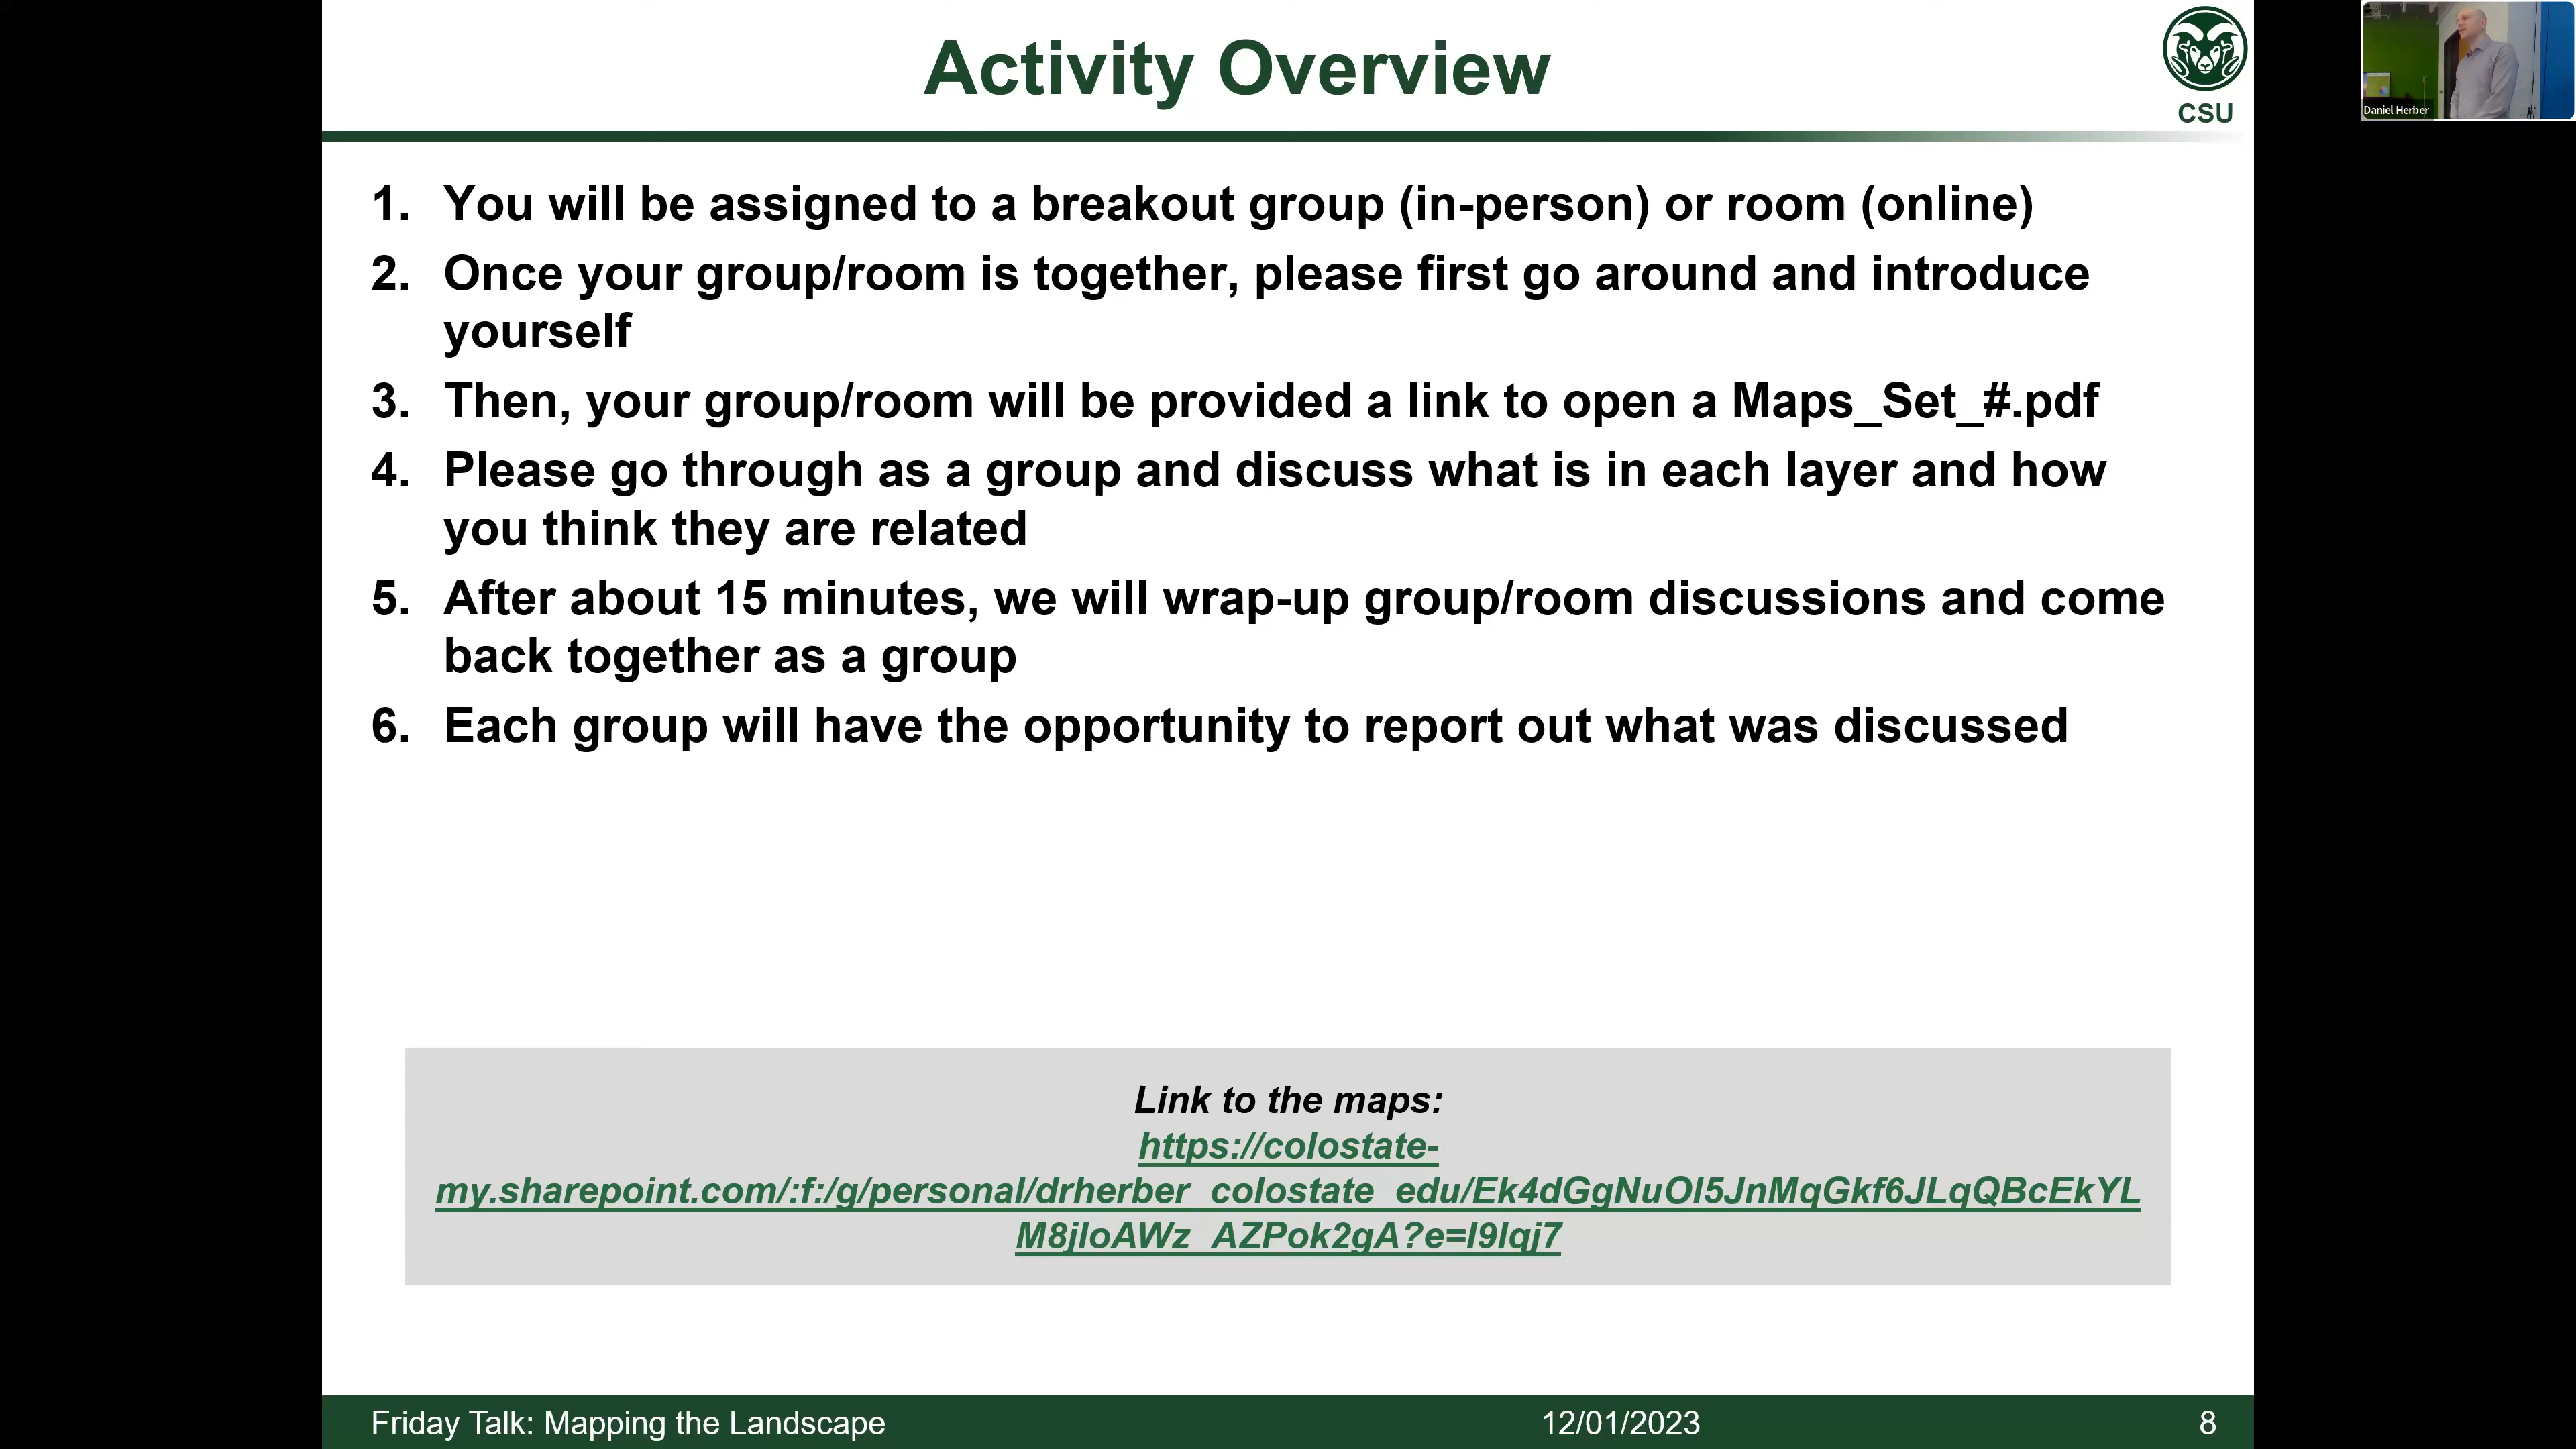 Activity Overview
CSU
Daniel Herber
1. You will be assigned to a breakout group (in-person) or room (online)
2. Once your group/room is together, please first go around and introduce
yourself
3. Then, your group/room will be provided a link to open a Maps_Set_#.pdf
4. Please go through as a group and discuss what is in each layer and how
you think they are related
5. After about 15 minutes, we will wrap-up group/room discussions and come
back together as a group
6. Each group will have the opportunity to report out what was discussed
Link to the maps:
https://colostate-
my.sharepoint.com/:f:/g/personal/drherber_colostate_edu/Ek4dGgNuOl5JnMqGkf6JLqQBcEkYL
M8jloAWz_AZPok2gA?e=I9Iqj7
Friday Talk: Mapping the Landscape
12/01/2023
8